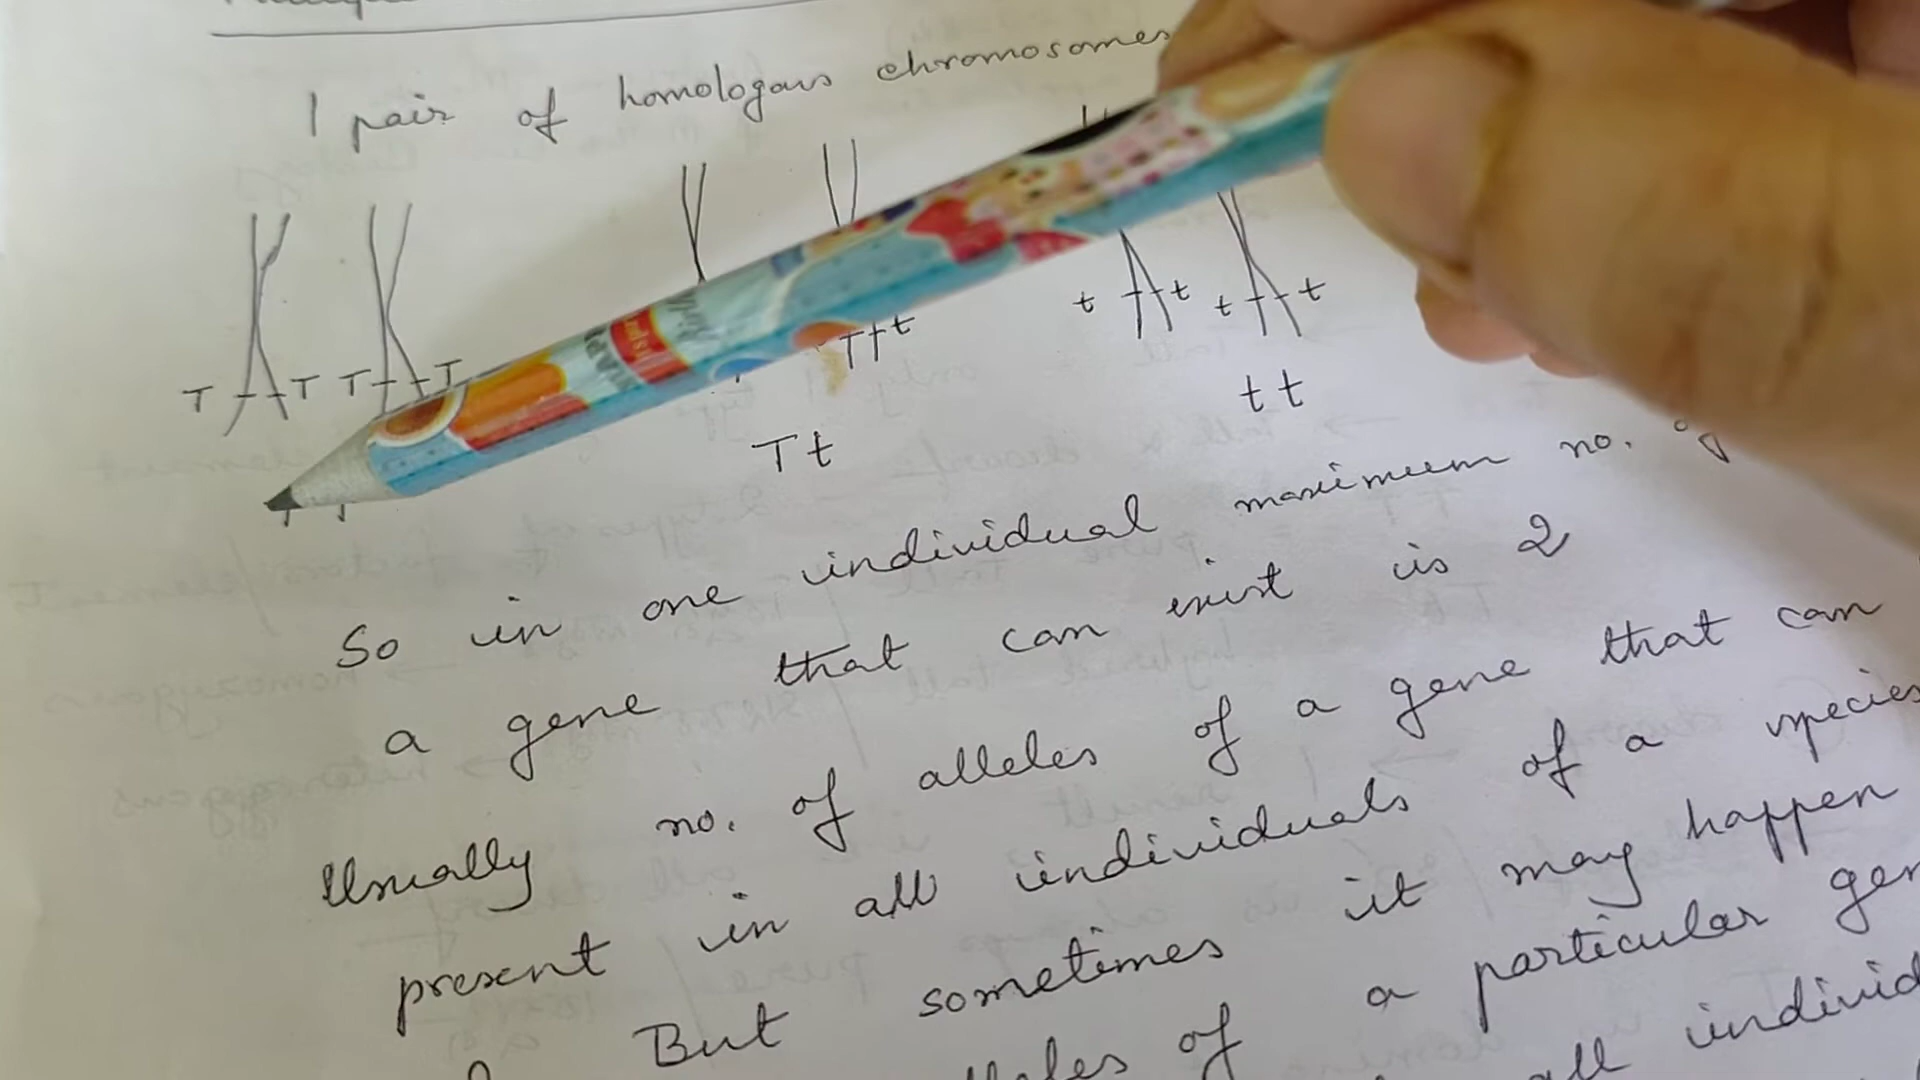 1 pair of homologous chromosomes
T T T T
T t
t t t t
Tt
tt
So in one individual maximum no. of
a gene that can exist is 2
Usually no. of alleles of a gene that can
present in all individuals of a species
But sometimes it may happen
of a particular
all